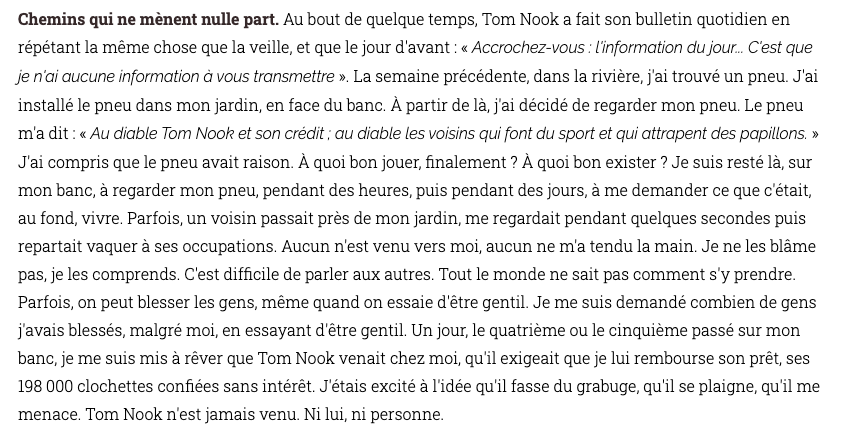 Chemins qui ne mènent nulle part. Au bout de quelque temps, Tom Nook a fait son bulletin quotidien en
répétant la même chose que la veille, et que le jour d'avant : « Accrochez-vous : l'information du jour... C'est que
je n'ai aucune information à vous transmettre ». La semaine précédente, dans la rivière, j'ai trouvé un pneu. J'ai
installé le pneu dans mon jardin, en face du banc. À partir de là, j'ai décidé de regarder mon pneu. Le pneu
m'a dit : « Au diable Tom Nook et son crédit ; au diable les voisins qui font du sport et qui attrapent des papillons. »
J'ai compris que le pneu avait raison. À quoi bon jouer, finalement ? À quoi bon exister ? Je suis resté là, sur
mon banc, à regarder mon pneu, pendant des heures, puis pendant des jours, à me demander ce que c'était,
au fond, vivre. Parfois, un voisin passait près de mon jardin, me regardait pendant quelques secondes puis
repartait vaquer à ses occupations. Aucun n'est venu vers moi, aucun ne m'a tendu la main. Je ne les blâme
pas, je les comprends. C'est difficile de parler aux autres. Tout le monde ne sait pas comment s'y prendre.
Parfois, on peut blesser les gens, même quand on essaie d'être gentil. Je me suis demandé combien de gens
j'avais blessés, malgré moi, en essayant d'être gentil. Un jour, le quatrième ou le cinquième passé sur mon
banc, je me suis mis à rêver que Tom Nook venait chez moi, qu'il exigeait que je lui rembourse son prêt, ses
198 000 clochettes confiées sans intérêt. J'étais excité à l'idée qu'il fasse du grabuge, qu'il se plaigne, qu'il me
menace. Tom Nook n'est jamais venu. Ni lui, ni personne.